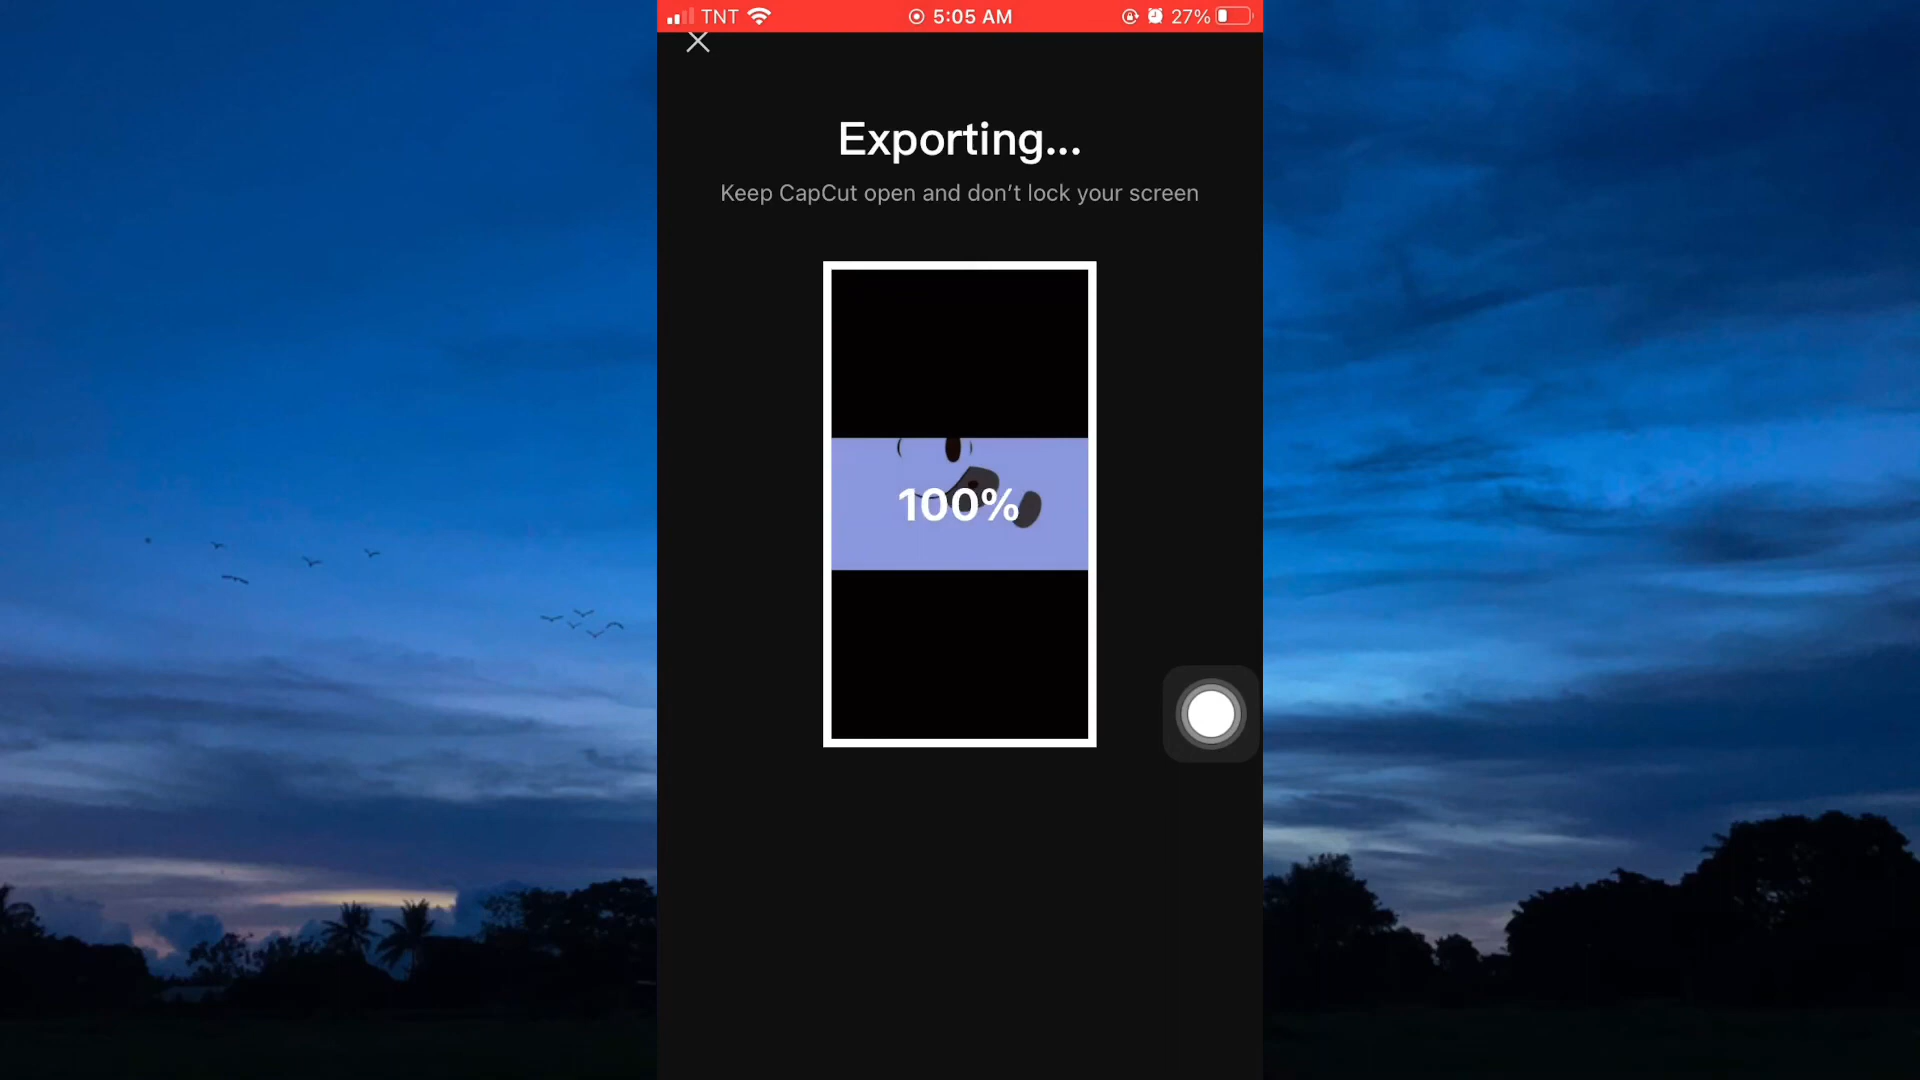 TNT 5:05 AM 27%
Exporting...
Keep CapCut open and don’t lock your screen
100%